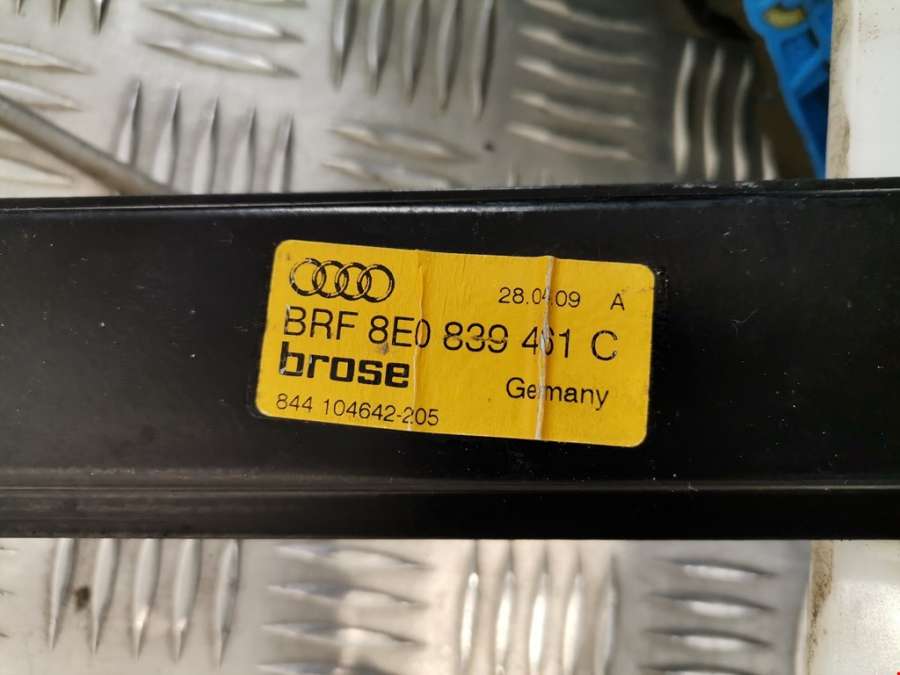 28.04.09 A
BRF 8E0 839 461 C
brose
Germany
844 104642-205